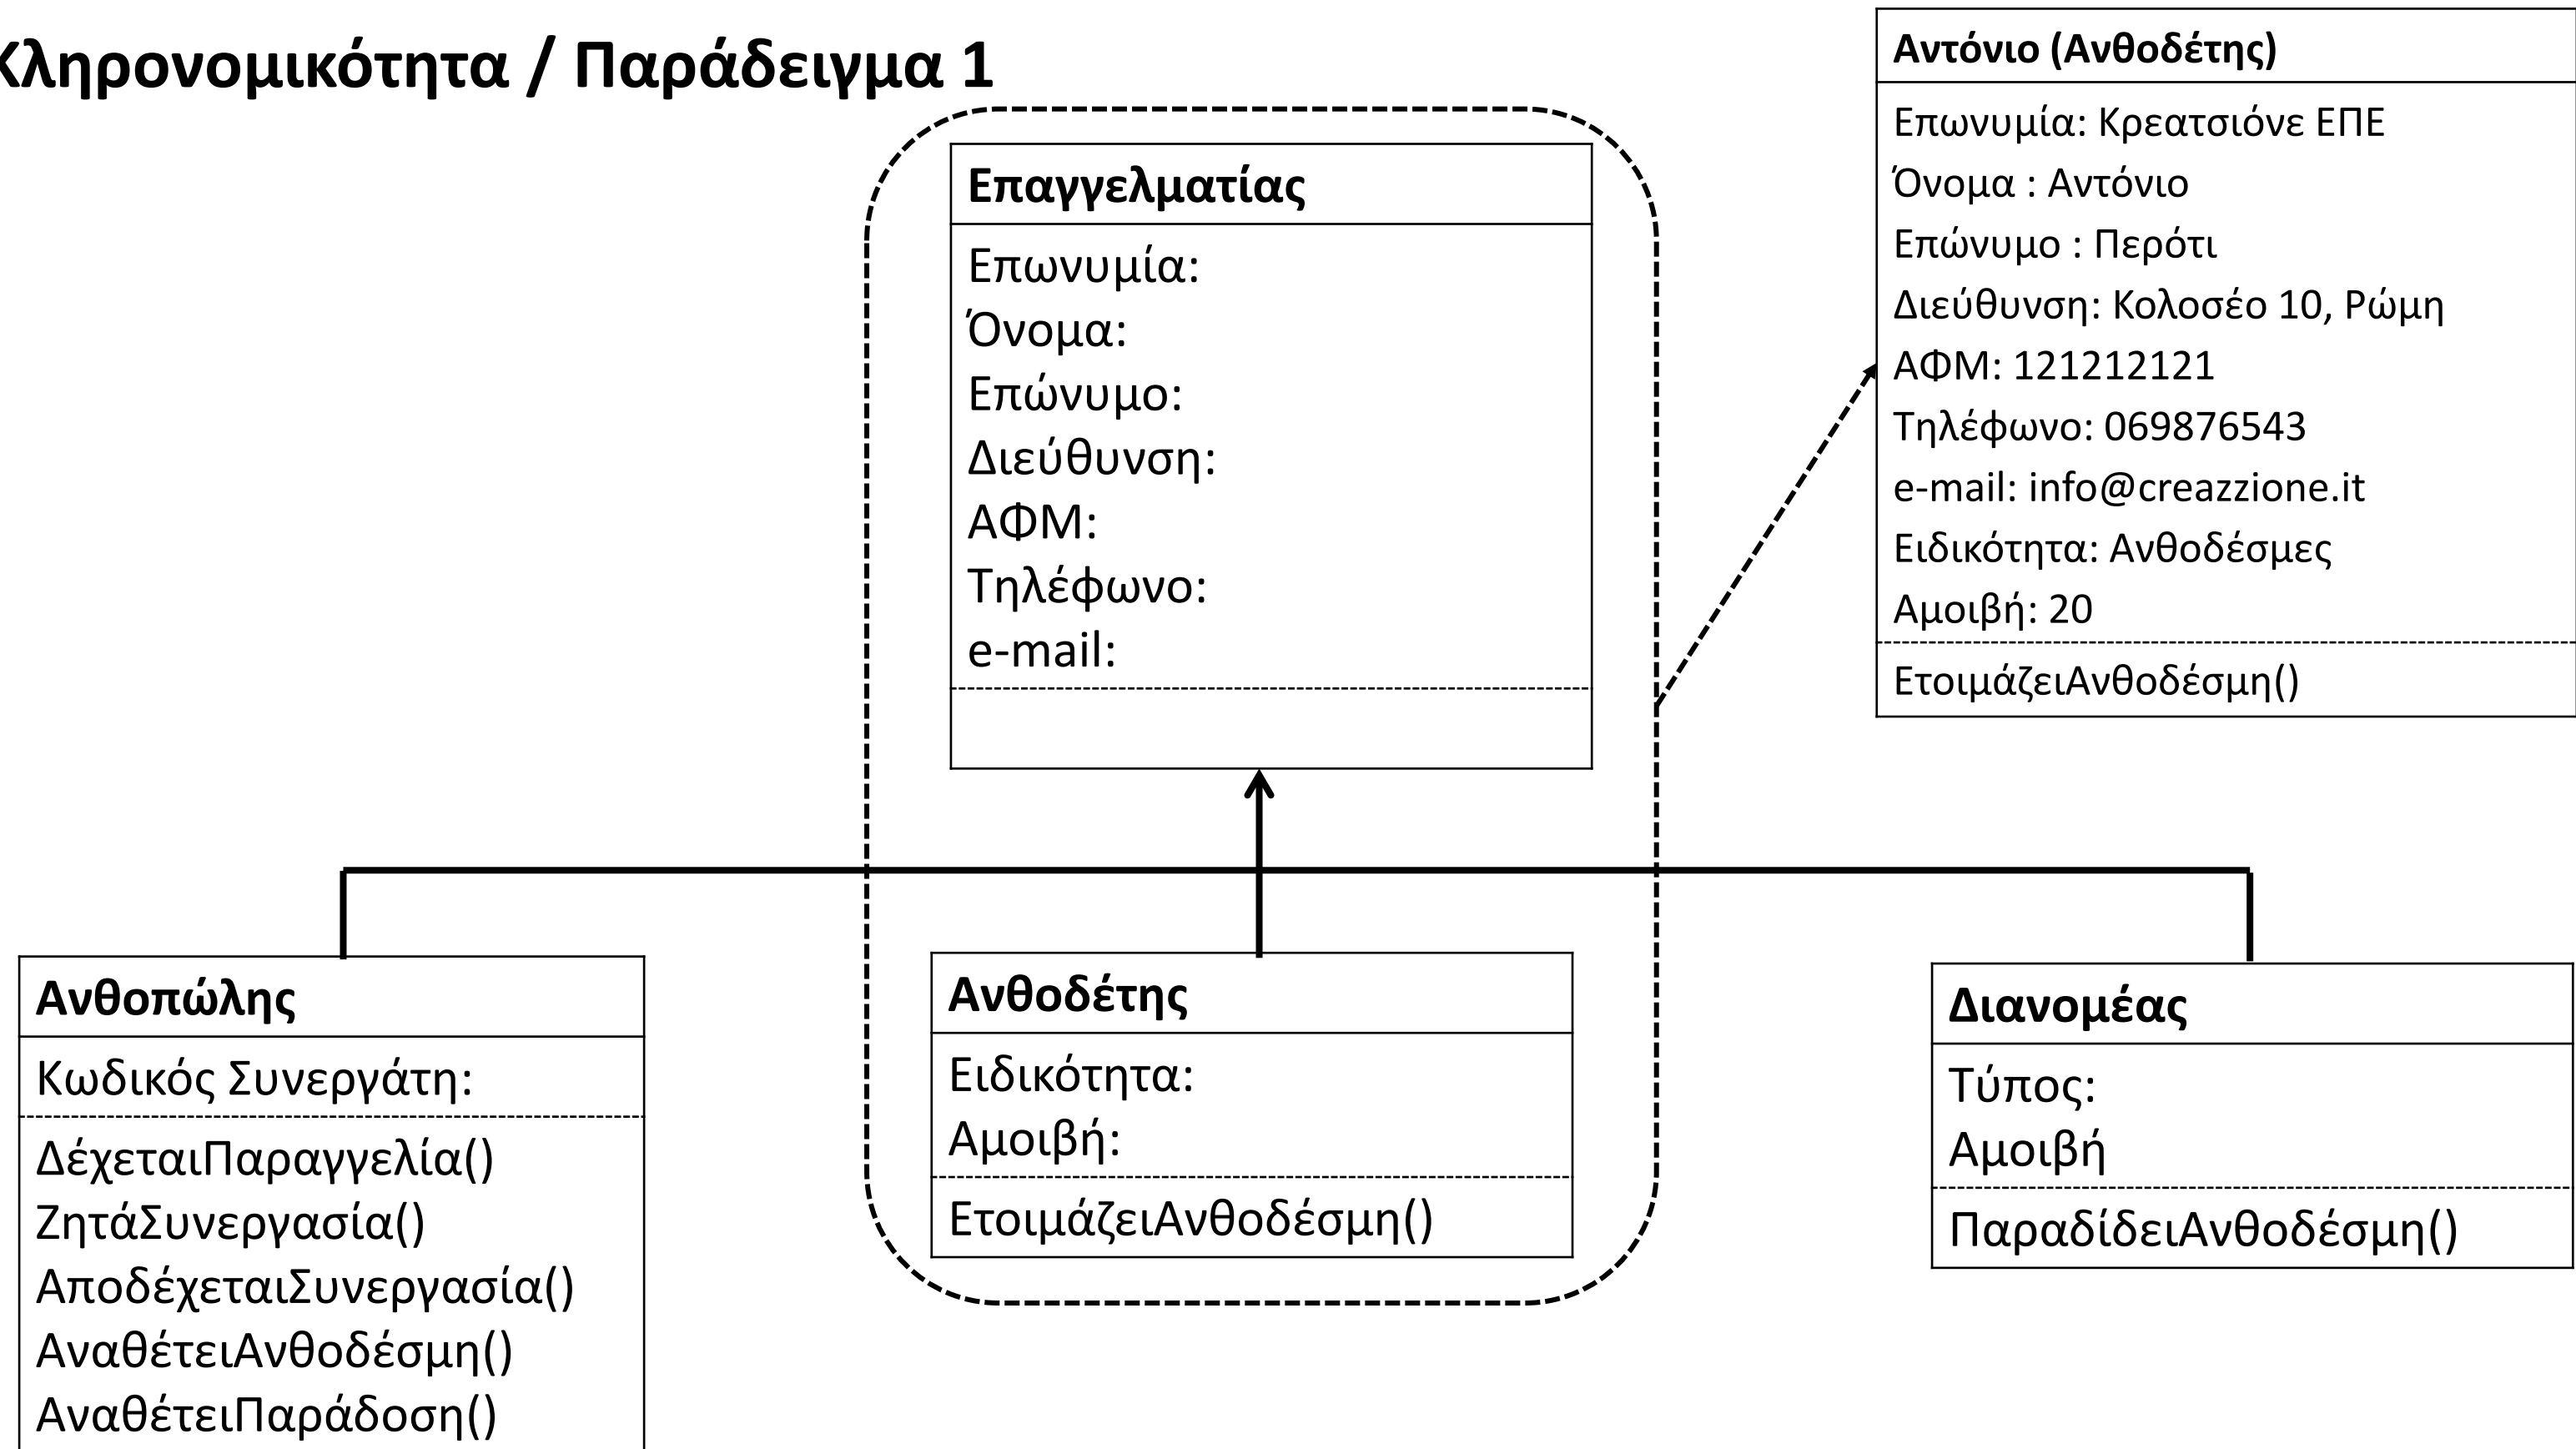 Κληρονομικότητα / Παράδειγμα 1
Αντόνιο (Ανθοδέτης)
Επωνυμία: Κρεατσιόνε ΕΠΕ
Όνομα : Αντόνιο
Επώνυμο : Περότι
Διεύθυνση: Κολοσέο 10, Ρώμη
ΑΦΜ: 121212121
Τηλέφωνο: 069876543
e-mail: info@creazzione.it
Ειδικότητα: Ανθοδέσμες
Αμοιβή: 20
ΕτοιμάζειΑνθοδέσμη()
Επαγγελματίας
Επωνυμία:
Όνομα:
Επώνυμο:
Διεύθυνση:
ΑΦΜ:
Τηλέφωνο:
e-mail:
Ανθοπώλης
Κωδικός Συνεργάτη:
ΔέχεταιΠαραγγελία()
ΖητάΣυνεργασία()
ΑποδέχεταιΣυνεργασία()
ΑναθέτειΑνθοδέσμη()
ΑναθέτειΠαράδοση()
Ανθοδέτης
Ειδικότητα:
Αμοιβή:
ΕτοιμάζειΑνθοδέσμη()
Διανομέας
Τύπος:
Αμοιβή
ΠαραδίδειΑνθοδέσμη()